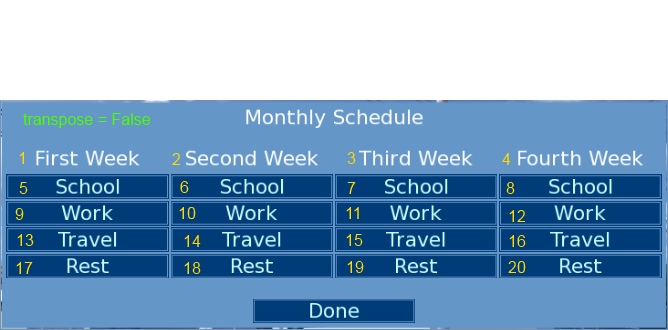 transpose = False
Monthly Schedule
1 First Week 2 Second Week 3 Third Week 4 Fourth Week
5 School 6 School 7 School 8 School
9 Work 10 Work 11 Work 12 Work
13 Travel 14 Travel 15 Travel 16 Travel
17 Rest 18 Rest 19 Rest 20 Rest
Done